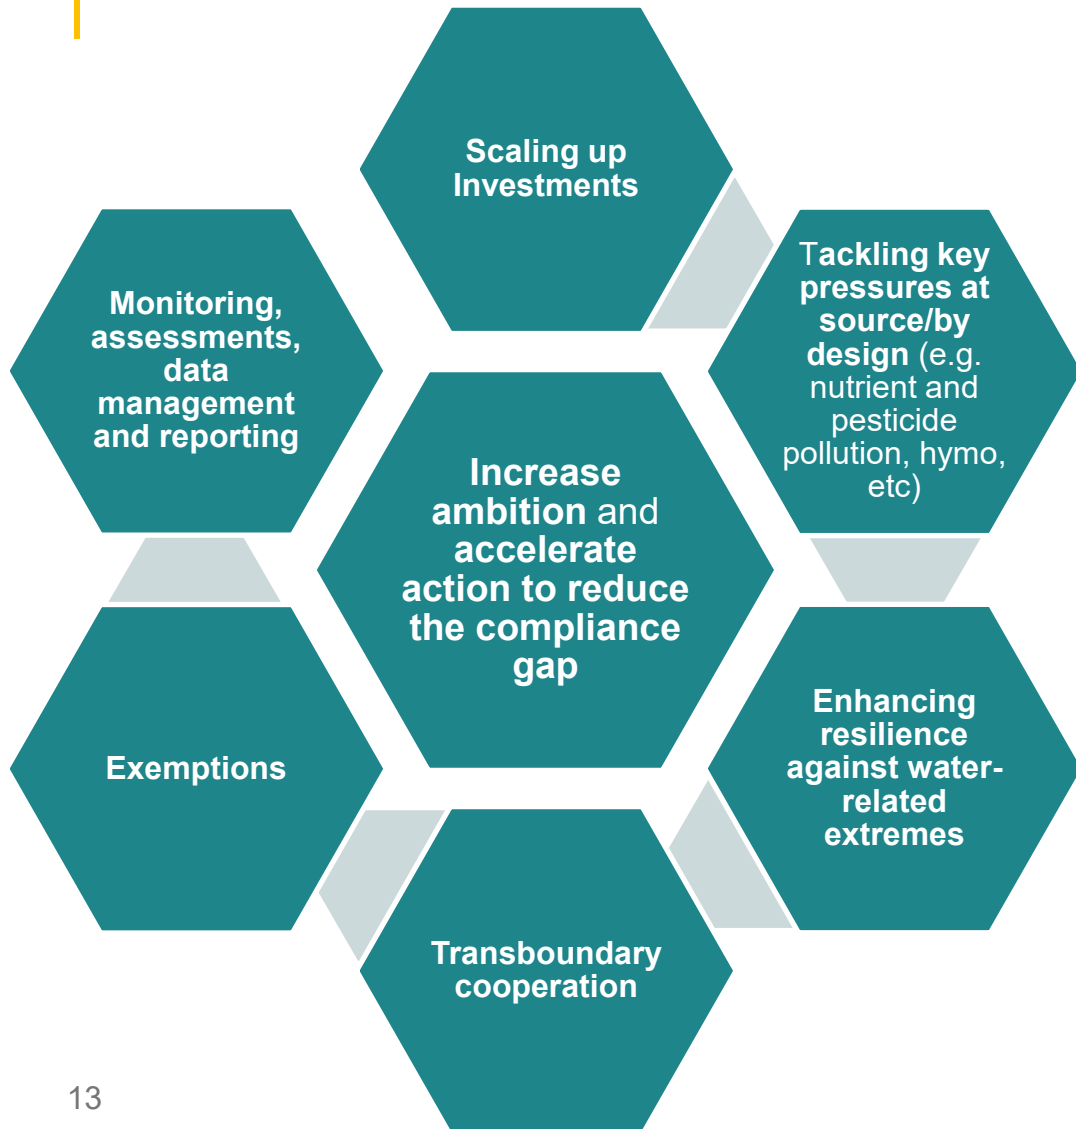 Scaling up
Investments
Tackling key
pressures at
source/by
design (e.g.
nutrient and
pesticide
pollution, hymo,
etc)
Monitoring,
assessments,
data
management
and reporting
Increase
ambition and
accelerate
action to reduce
the compliance
gap
Enhancing
resilience
against water-
related
extremes
Exemptions
Transboundary
cooperation
13